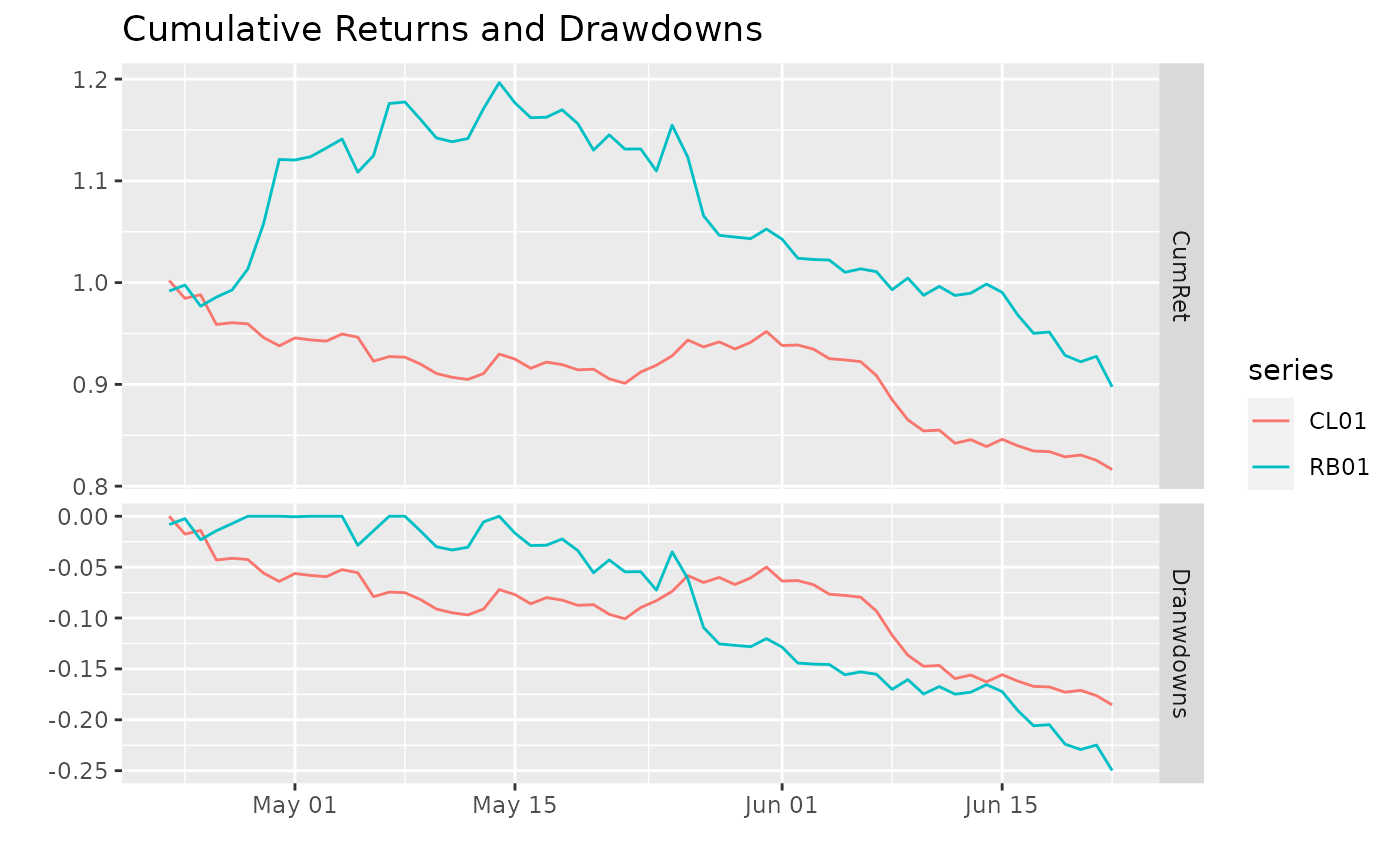 Cumulative Returns and Drawdowns
1.2
1.1
1.0
0.9
0.8
CumRet
0.00
-0.05
-0.10
-0.15
-0.20
-0.25
Dranwdowns
May 01
May 15
Jun 01
Jun 15
series
CL01
RB01